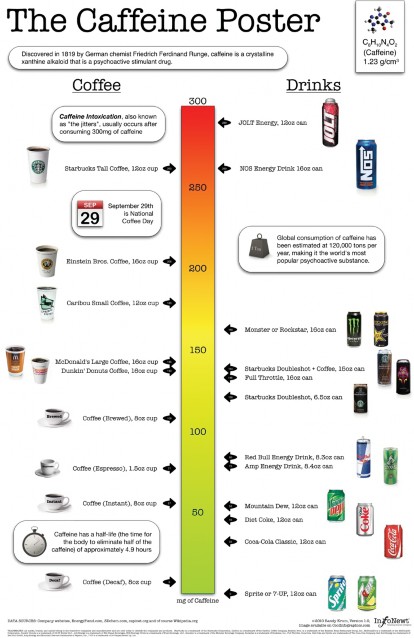 The Caffeine Poster
Discovered in 1819 by German chemist Friedrich Ferdinand Runge, caffeine is a crystalline
xanthine alkaloid that is a psychoactive stimulant drug.
C₈H₁₀N₄O₂
(Caffeine)
1.23 g/cm³
Coffee
Drinks
300
Caffeine Intoxication, also known
as "the jitters", usually occurs after
consuming 300mg of caffeine
JOLT Energy, 12oz can
JOLT
Starbucks Tall Coffee, 12oz cup
NOS Energy Drink 16oz can
NOS
250
SEP
29
September 29th
is National
Coffee Day
Global consumption of caffeine has
been estimated at 120,000 tons per
year, making it the world's most
popular psychoactive substance.
Einstein Bros. Coffee, 16oz cup
200
Caribou Small Coffee, 12oz cup
Monster or Rockstar, 16oz can
150
McDonald's Large Coffee, 16oz cup
Dunkin' Donuts Coffee, 16oz cup
Starbucks Doubleshot + Coffee, 15oz can
Full Throttle, 16oz can
Starbucks Doubleshot, 6.5oz can
Brewed
Coffee (Brewed), 8oz cup
100
Coffee (Espresso), 1.5oz cup
Red Bull Energy Drink, 8.3oz can
Amp Energy Drink, 8.4oz can
Instant
Coffee (Instant), 8oz cup
Mountain Dew, 12oz can
50
Diet Coke, 12oz can
Coca-Cola Classic, 12oz can
Caffeine has a half-life (the time for
the body to eliminate half of the
caffeine) of approximately 4.9 hours
Decaf
Coffee (Decaf), 8oz cup
Sprite or 7-UP, 12oz can
mg of Caffeine